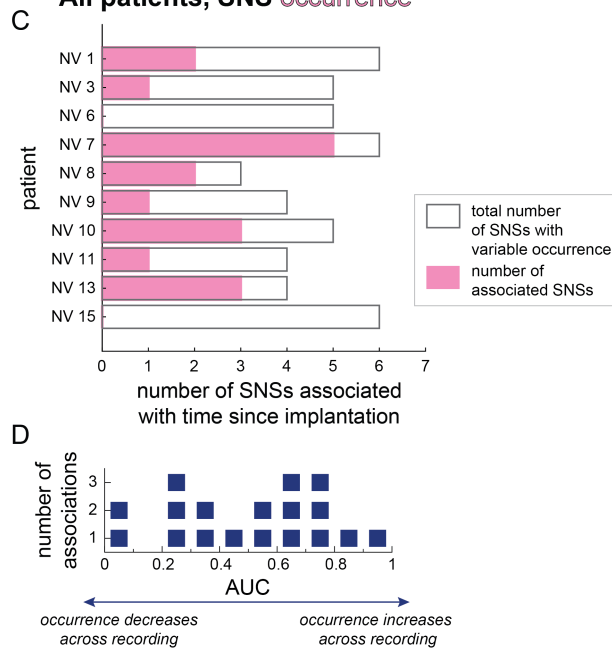 All patients, SNS occurrence
C
NV 1
NV 3
NV 6
NV 7
NV 8
NV 9
NV 10
NV 11
NV 13
NV 15
patient
0 1 2 3 4 5 6 7
number of SNSs associated
with time since implantation
total number
of SNSs with
variable occurrence
number of
associated SNSs
D
number of
associations
3
2
1
0 0.2 0.4 0.6 0.8 1
AUC
occurrence decreases
across recording
occurrence increases
across recording